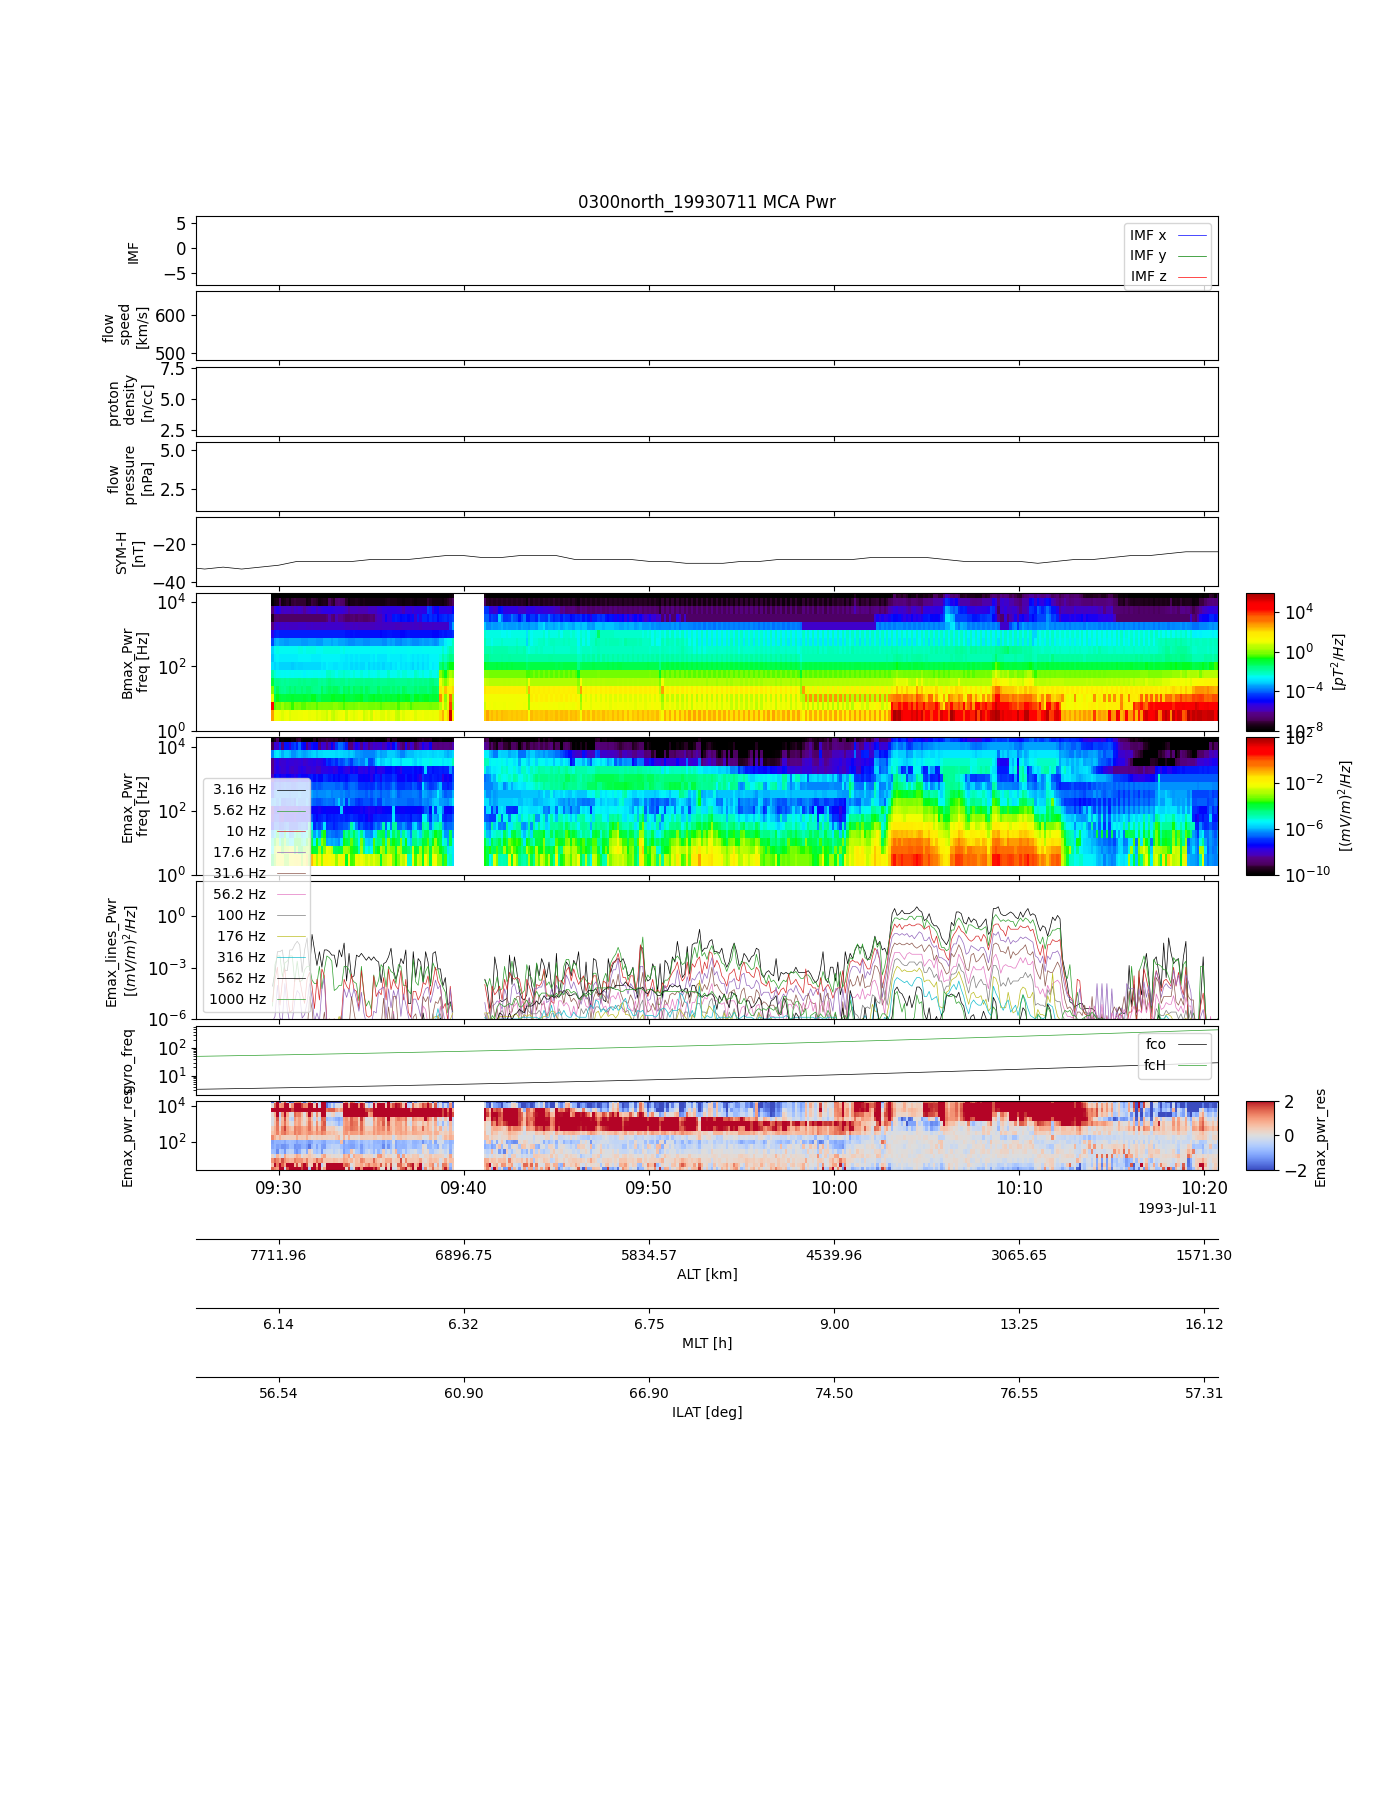 0300north_19930711 MCA Pwr
IMF
5
0
−5
IMF x
IMF y
IMF z
flow
speed
[km/s]
600
500
proton
density
[n/cc]
7.5
5.0
2.5
flow
pressure
[nPa]
5.0
2.5
SYM-H
[nT]
−20
−40
Bmax_Pwr
freq [Hz]
10^4
10^2
10^0
10^4
10^0
10^−4
10^−8
[pT^2/Hz]
Emax_Pwr
freq [Hz]
10^4
10^2
10^0
10^2
10^−2
10^−6
10^−10
[(mV/m)^2/Hz]
3.16 Hz
5.62 Hz
10 Hz
17.6 Hz
31.6 Hz
56.2 Hz
100 Hz
176 Hz
316 Hz
562 Hz
1000 Hz
Emax_lines_Pwr
[(mV/m)^2/Hz]
10^0
10^−3
10^−6
gyro_freq
10^2
10^1
fco
fcH
Emax_pwr_res
10^4
10^2
2
0
−2
Emax_pwr_res
09:30 09:40 09:50 10:00 10:10 10:20
1993-Jul-11
7711.96 6896.75 5834.57 4539.96 3065.65 1571.30
ALT [km]
6.14 6.32 6.75 9.00 13.25 16.12
MLT [h]
56.54 60.90 66.90 74.50 76.55 57.31
ILAT [deg]